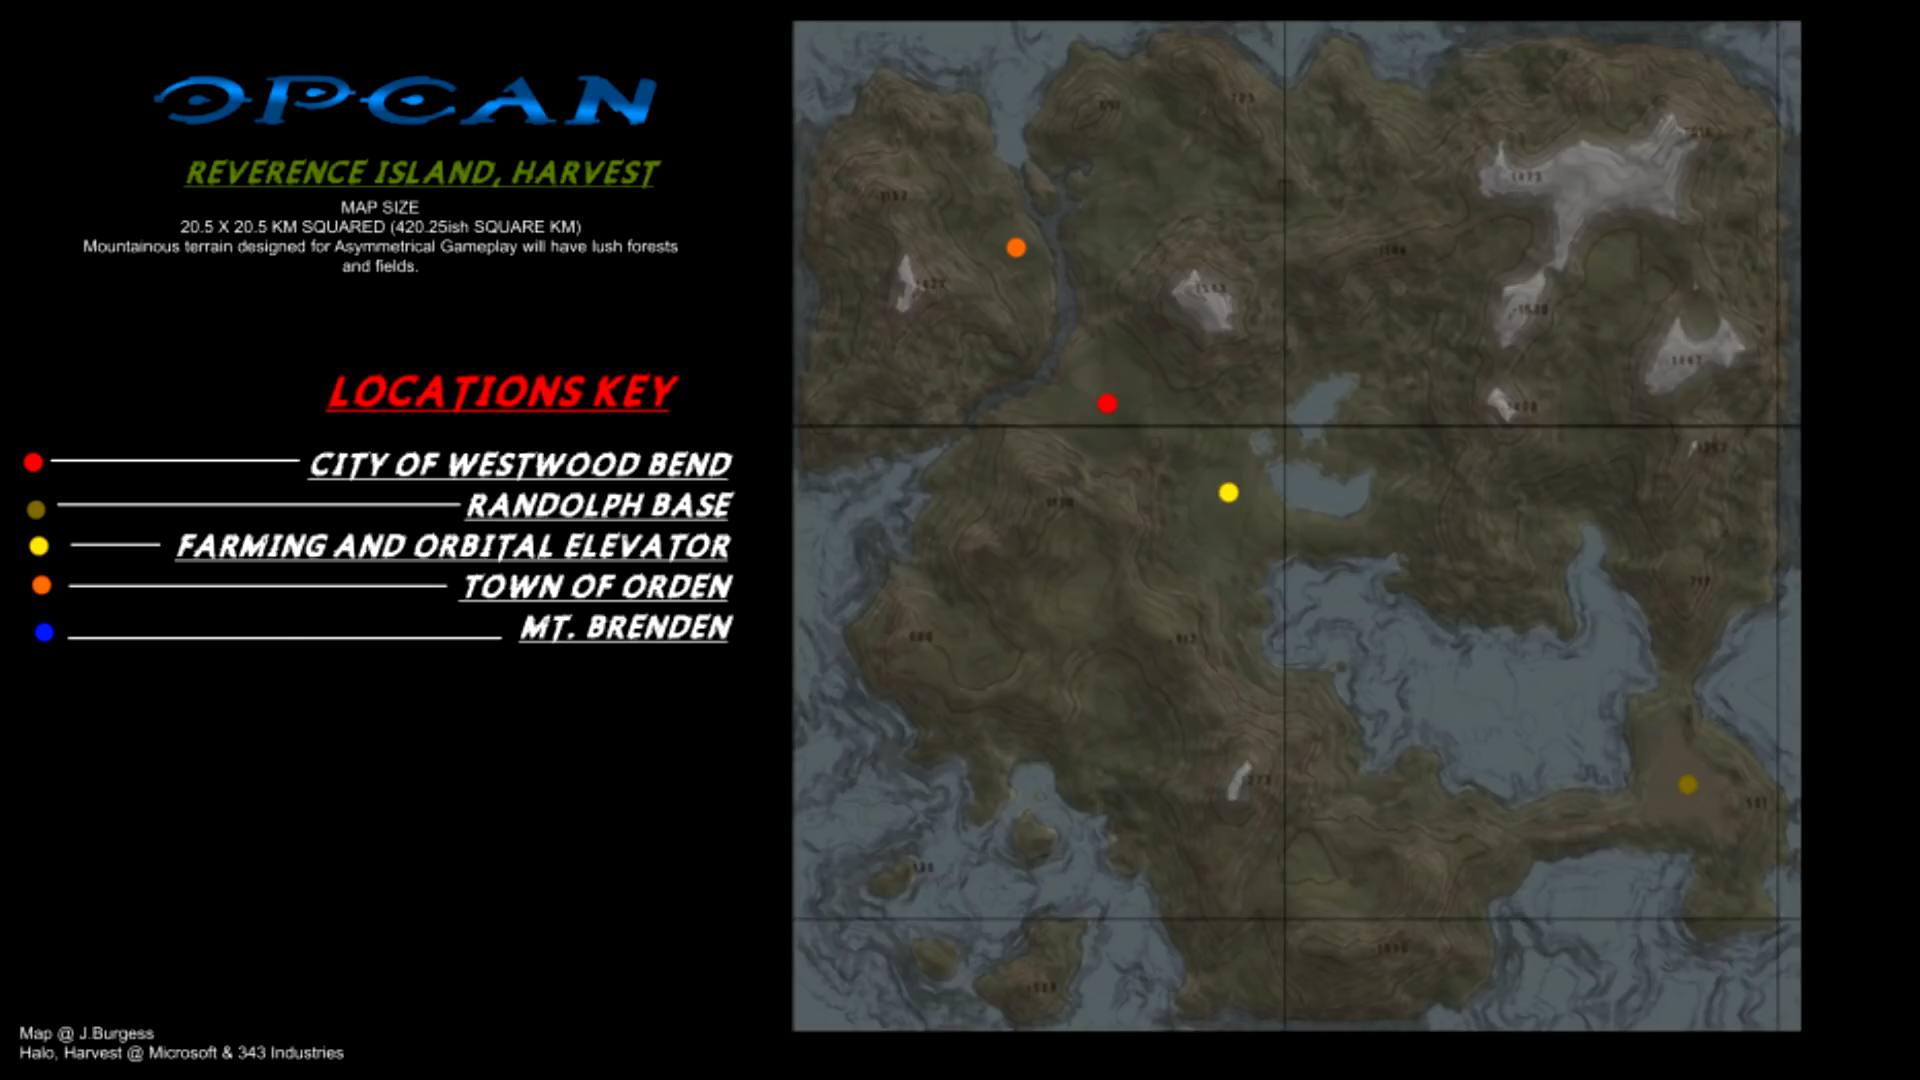 OPCAN
REVERENCE ISLAND, HARVEST
MAP SIZE
20.5 X 20.5 KM SQUARED (420.25ish SQUARE KM)
Mountainous terrain designed for Asymmetrical Gameplay will have lush forests
and fields.
LOCATIONS KEY
CITY OF WESTWOOD BEND
RANDOLPH BASE
FARMING AND ORBITAL ELEVATOR
TOWN OF ORDEN
MT. BRENDEN
Map @ J.Burgess
Halo, Harvest @ Microsoft & 343 Industries